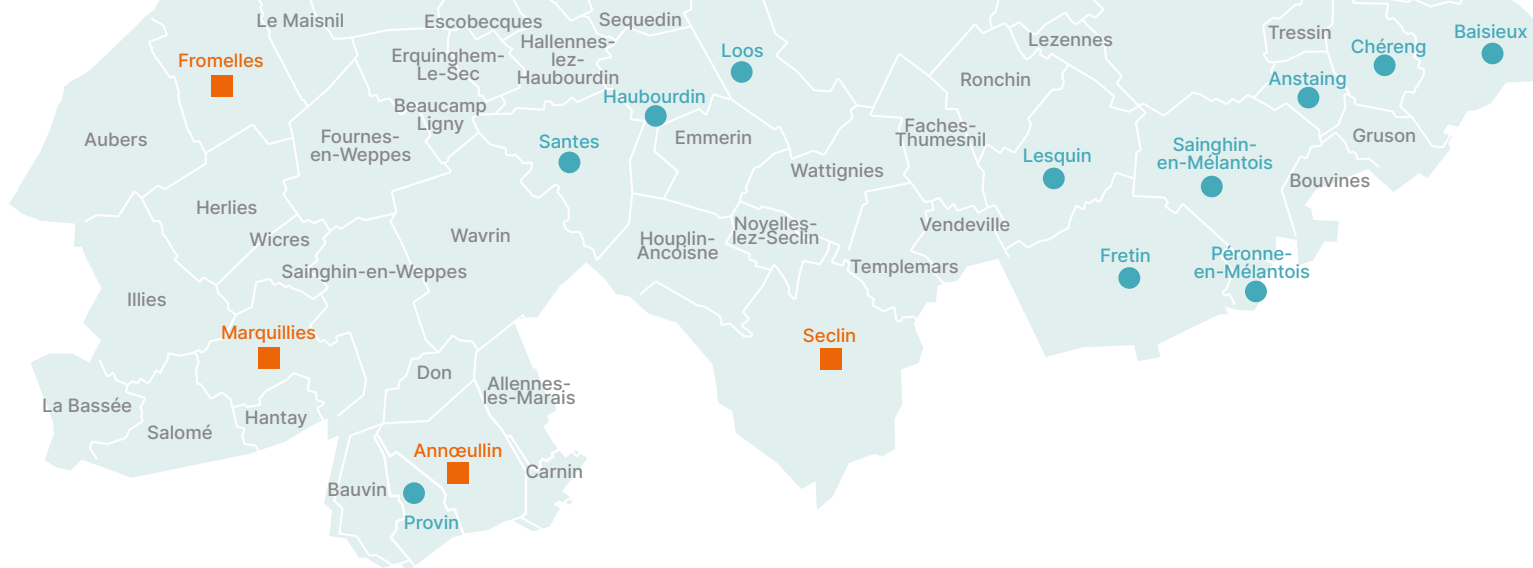 Le Maisnil
Escobecques
Sequedin
Tressin
Baisieux
Fromelles
Erquinghem-
Le-Sec
Hallennes-
lez-
Haubourdin
Loos
Lezennes
Chéreng
Ronchin
Anstaing
Haubourdin
Beaucamp
Ligny
Aubers
Fournes-
en-Weppes
Santes
Emmerin
Faches-
Thumesnil
Gruson
Wattignies
Lesquin
Sainghin-
en-Mélantois
Bouvines
Herlies
Wicres
Wavrin
Houplin-
Ancoisne
Noyelles-
lez-Seclin
Vendeville
Sainghin-en-Weppes
Templemars
Fretin
Péronne-
en-Mélantois
Illies
Marquillies
Seclin
Don
Allennes-
les-Marais
La Bassée
Salomé
Hantay
Annœullin
Carnin
Bauvin
Provin